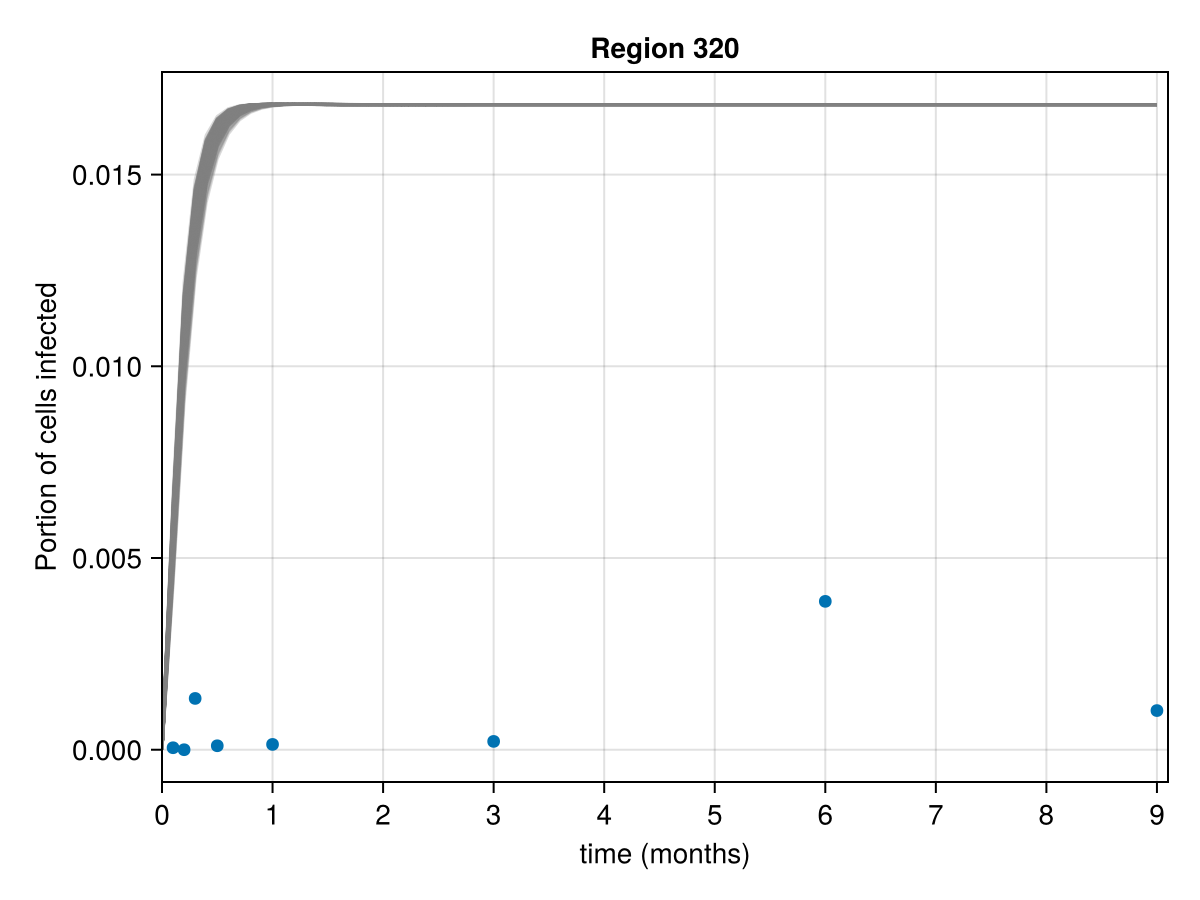 Region 320
0.015
0.010
0.005
0.000
Portion of cells infected
0 1 2 3 4 5 6 7 8 9
time (months)